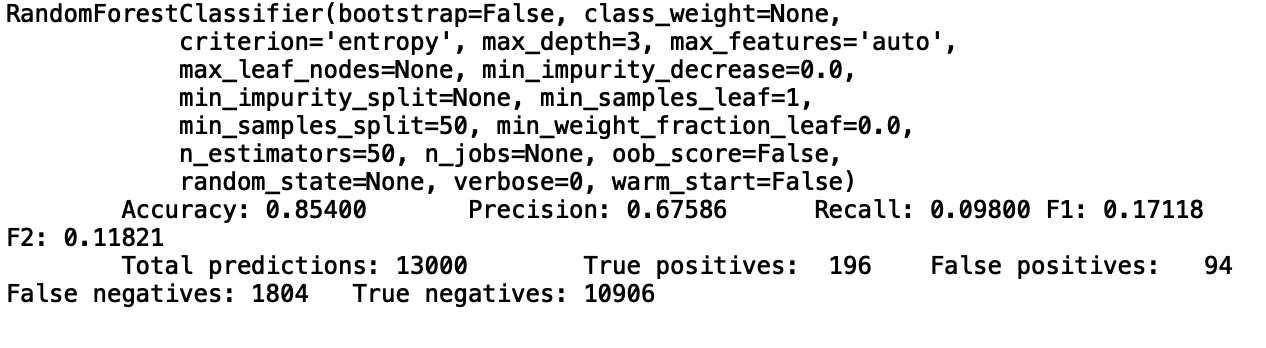 RandomForestClassifier(bootstrap=False, class_weight=None,
criterion='entropy', max_depth=3, max_features='auto',
max_leaf_nodes=None, min_impurity_decrease=0.0,
min_impurity_split=None, min_samples_leaf=1,
min_samples_split=50, min_weight_fraction_leaf=0.0,
n_estimators=50, n_jobs=None, oob_score=False,
random_state=None, verbose=0, warm_start=False)
Accuracy: 0.85400 Precision: 0.67586 Recall: 0.09800 F1: 0.17118
F2: 0.11821
Total predictions: 13000 True positives: 196 False positives: 94
False negatives: 1804 True negatives: 10906